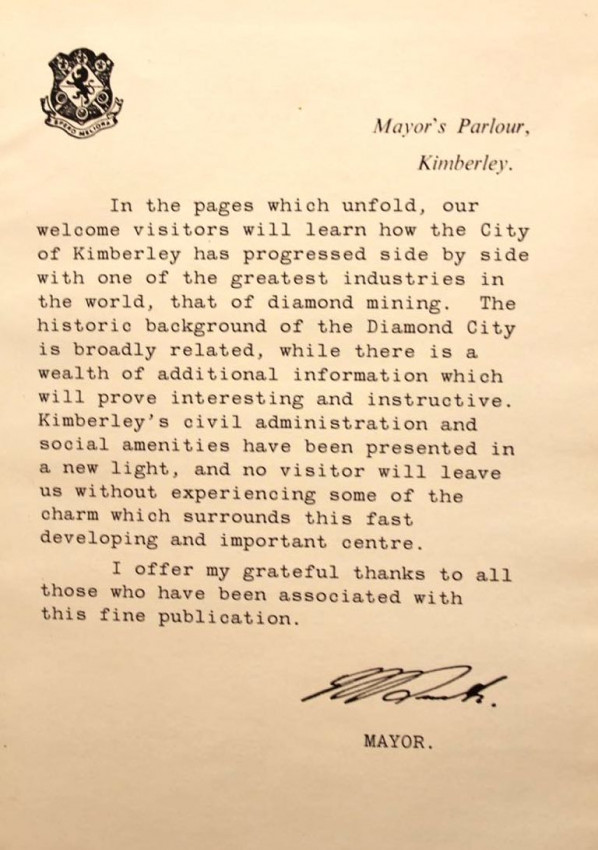 SPERO MELIORA
Mayor's Parlour,
Kimberley.
In the pages which unfold, our
welcome visitors will learn how the City
of Kimberley has progressed side by side
with one of the greatest industries in
the world, that of diamond mining. The
historic background of the Diamond City
is broadly related, while there is a
wealth of additional information which
will prove interesting and instructive.
Kimberley's civil administration and
social amenities have been presented in
a new light, and no visitor will leave
us without experiencing some of the
charm which surrounds this fast
developing and important centre.
I offer my grateful thanks to all
those who have been associated with
this fine publication.
MAYOR.